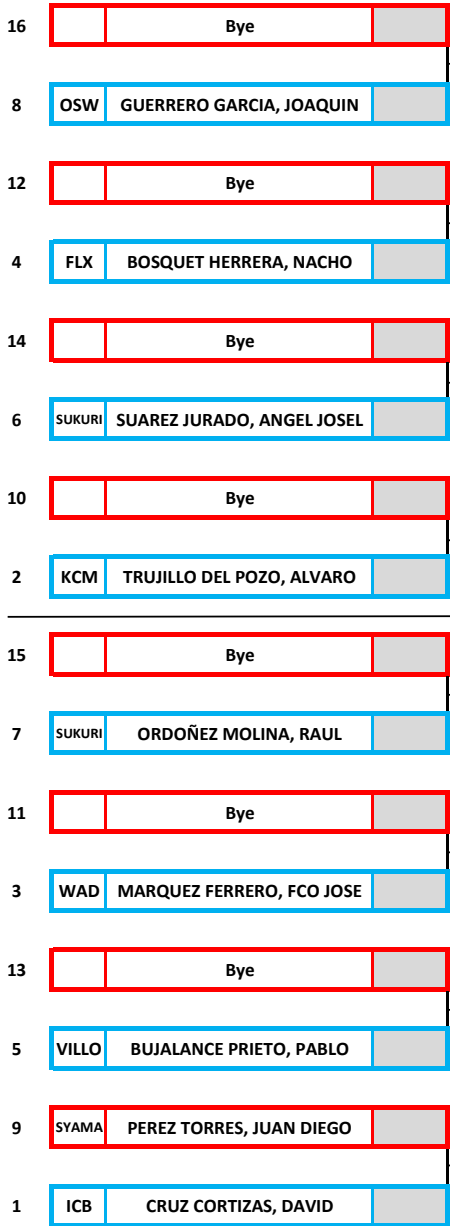 16 Bye
8 OSW GUERRERO GARCIA, JOAQUIN
12 Bye
4 FLX BOSQUET HERRERA, NACHO
14 Bye
6 SUKURI SUAREZ JURADO, ANGEL JOSEL
10 Bye
2 KCM TRUJILLO DEL POZO, ALVARO
15 Bye
7 SUKURI ORDOÑEZ MOLINA, RAUL
11 Bye
3 WAD MARQUEZ FERRERO, FCO JOSE
13 Bye
5 VILLO BUJALANCE PRIETO, PABLO
9 SYAMA PEREZ TORRES, JUAN DIEGO
1 ICB CRUZ CORTIZAS, DAVID